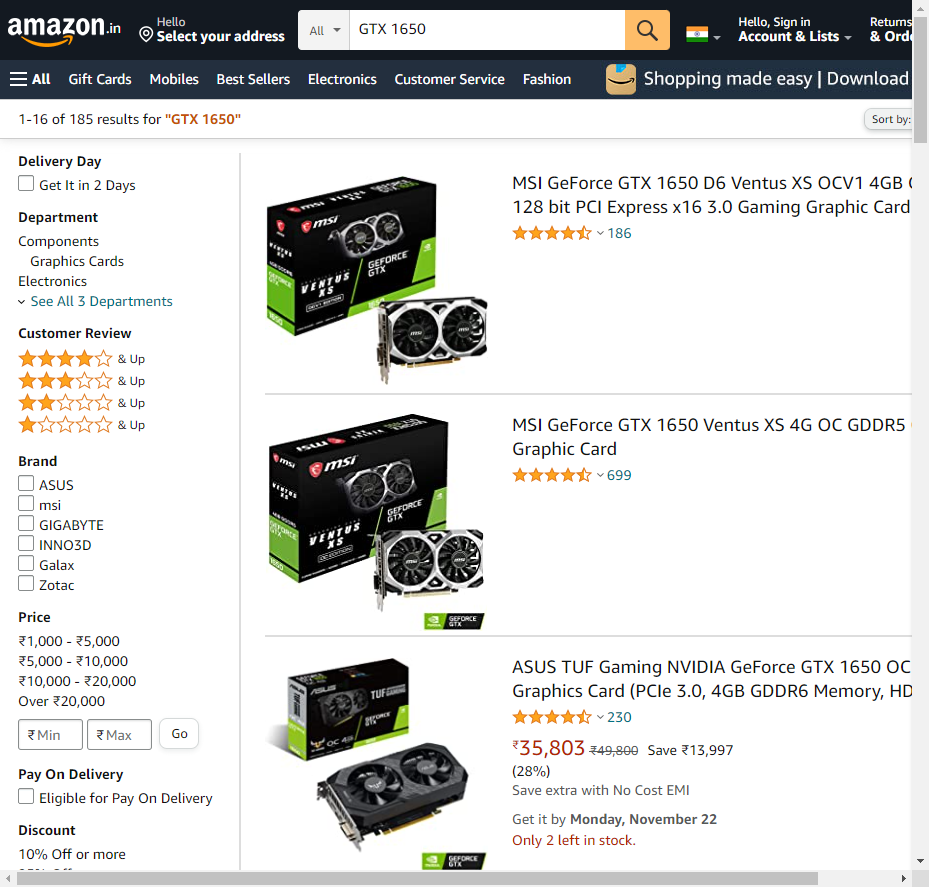 amazon.in
Hello
Select your address
All
GTX 1650
Hello, Sign in
Account & Lists
Returns
& Ord
All
Gift Cards
Mobiles
Best Sellers
Electronics
Customer Service
Fashion
Shopping made easy | Download
1-16 of 185 results for "GTX 1650"
Sort by:
Delivery Day
Get It in 2 Days
Department
Components
Graphics Cards
Electronics
See All 3 Departments
Customer Review
& Up
& Up
& Up
& Up
Brand
ASUS
msi
GIGABYTE
INNO3D
Galax
Zotac
Price
₹1,000 - ₹5,000
₹5,000 - ₹10,000
₹10,000 - ₹20,000
Over ₹20,000
₹ Min
₹ Max
Go
Pay On Delivery
Eligible for Pay On Delivery
Discount
10% Off or more
msi
VENTUS
XS
GEFORCE
GTX
1650
MSI GeForce GTX 1650 D6 Ventus XS OCV1 4GB
128 bit PCI Express x16 3.0 Gaming Graphic Card
186
msi
msi
VENTUS
XS
GEFORCE
GTX
1650
GEFORCE
GTX
MSI GeForce GTX 1650 Ventus XS 4G OC GDDR5
Graphic Card
699
ASUS
TUF GAMING
GEFORCE
GTX
GEFORCE
GTX
ASUS TUF Gaming NVIDIA GeForce GTX 1650 OC
Graphics Card (PCIe 3.0, 4GB GDDR6 Memory, HD
230
₹35,803 ₹49,800 Save ₹13,997
(28%)
Save extra with No Cost EMI
Get it by Monday, November 22
Only 2 left in stock.